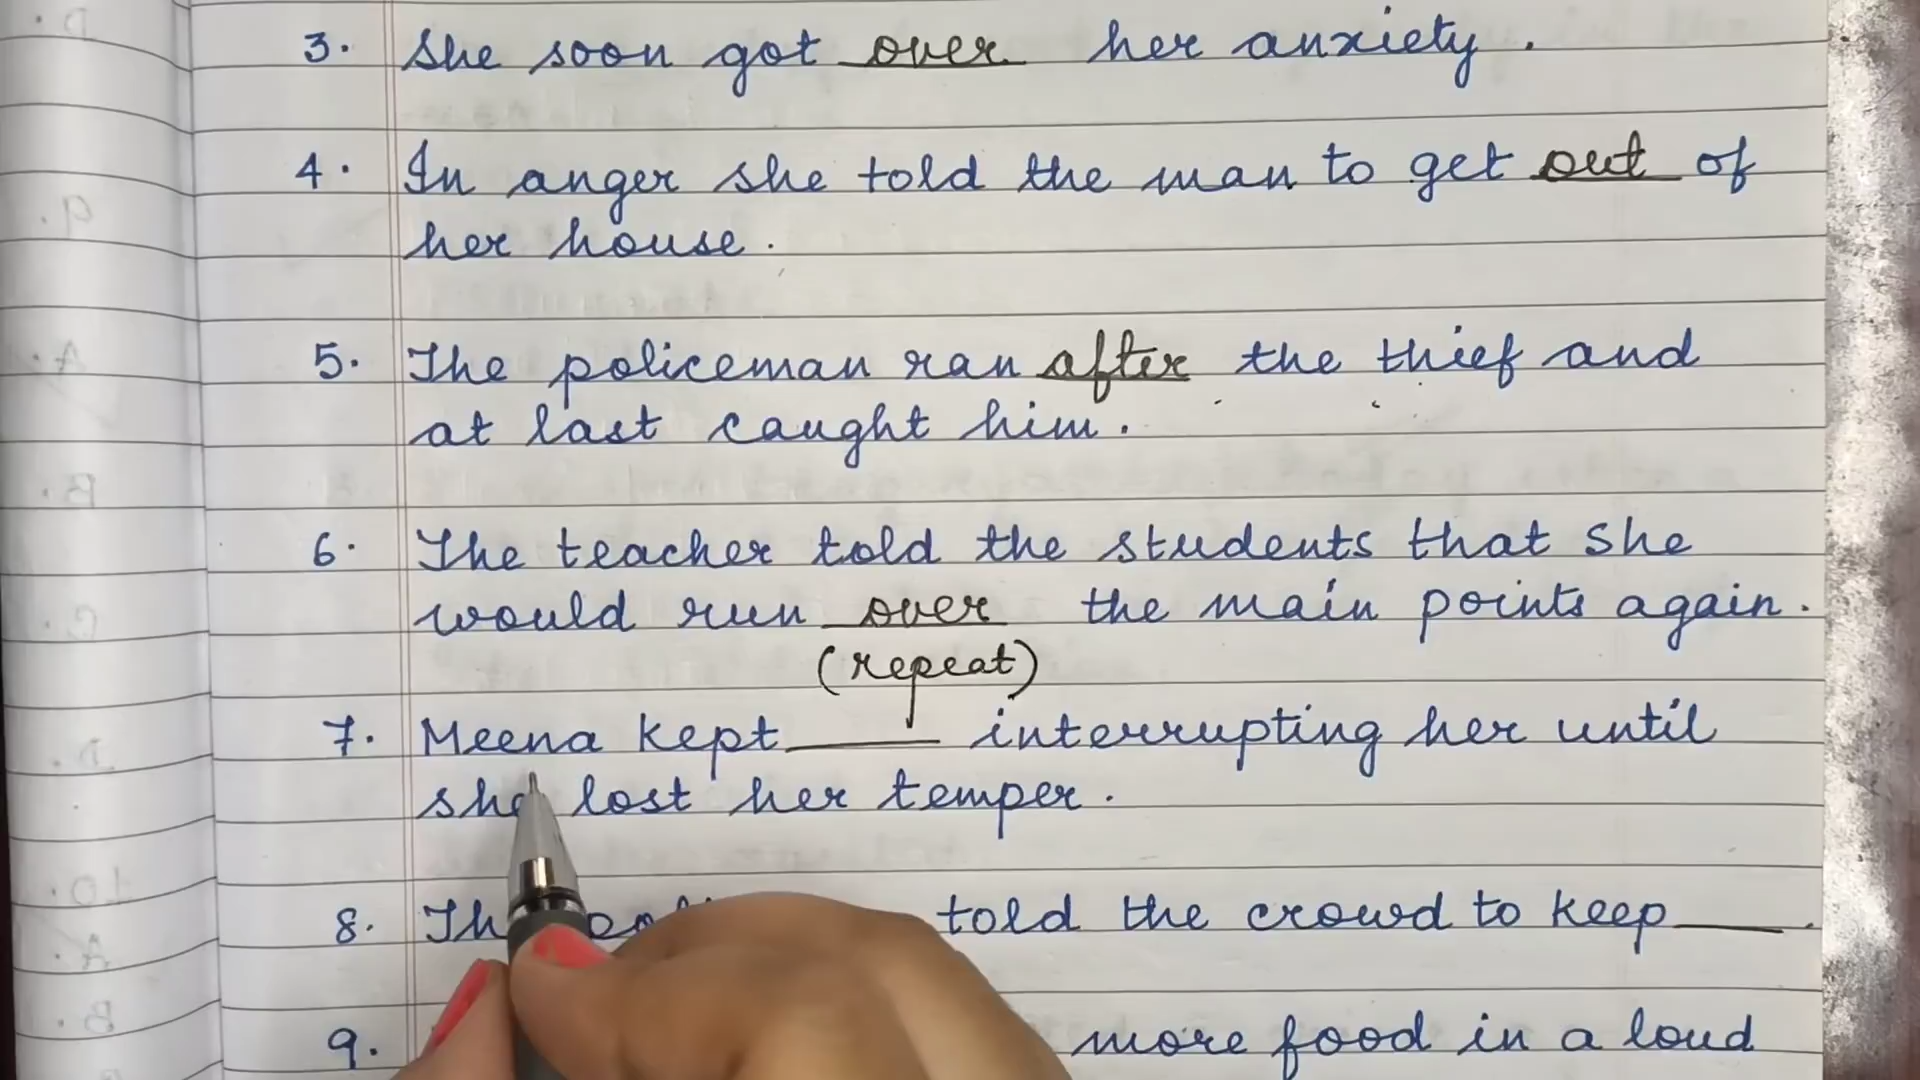 3. She soon got over her anxiety.
4. In anger she told the man to get out of
her house.
5. The policeman ran after the thief and
at last caught him.
6. The teacher told the students that she
would run over the main points again.
(repeat)
7. Meena kept ____ interrupting her until
she lost her temper.
8. The told the crowd to keep ____.
9. more food in a loud